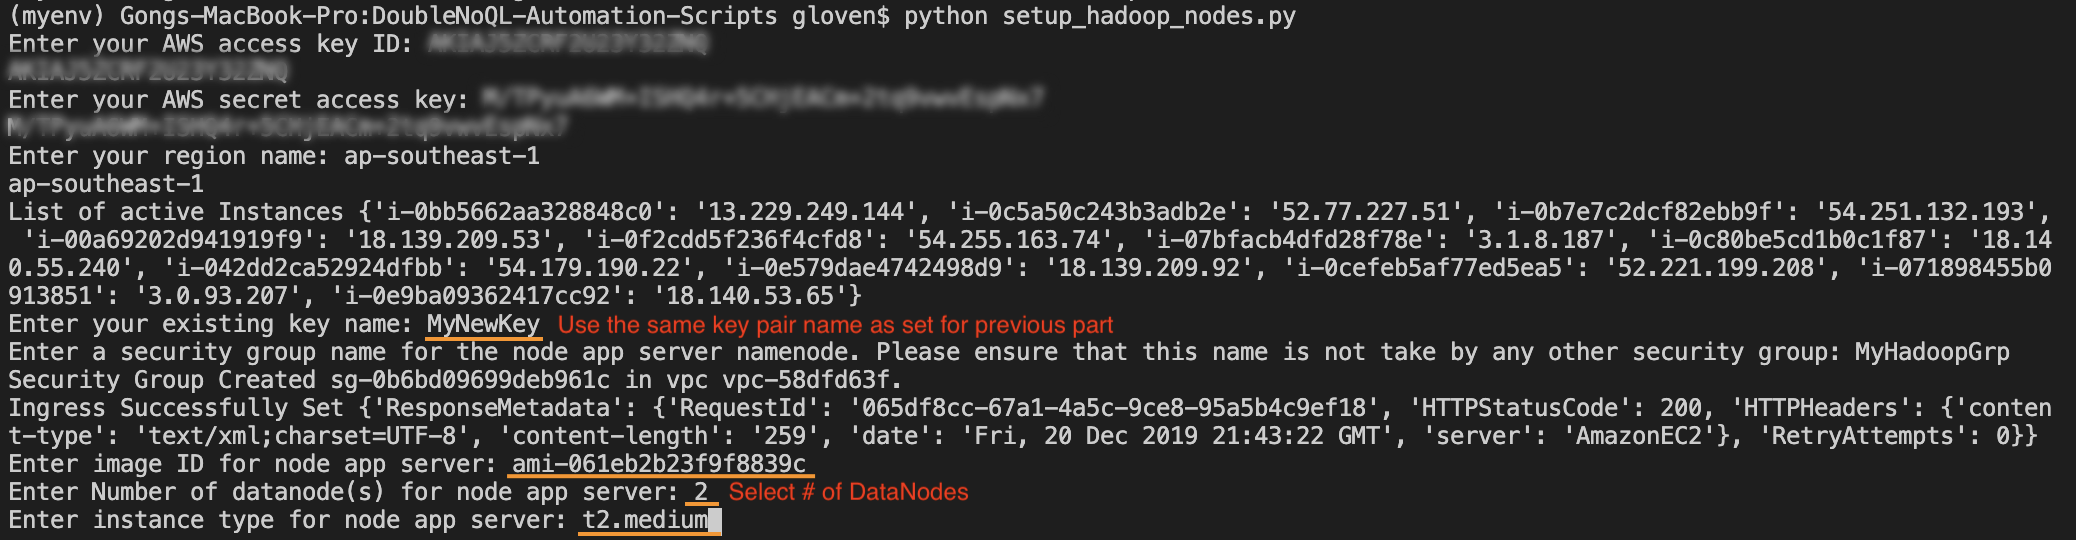 (myenv) Gongs-MacBook-Pro:DoubleNoQL-Automation-Scripts gloven$ python setup_hadoop_nodes.py
Enter your AWS access key ID:
Enter your AWS secret access key:
Enter your region name: ap-southeast-1
ap-southeast-1
List of active Instances {'i-0bb5662aa328848c0': '13.229.249.144', 'i-0c5a50c243b3adb2e': '52.77.227.51', 'i-0b7e7c2dcf82ebb9f': '54.251.132.193',
'i-00a69202d941919f9': '18.139.209.53', 'i-0f2cdd5f236f4cfd8': '54.255.163.74', 'i-07bfacb4dfd28f78e': '3.1.8.187', 'i-0c80be5cd1b0c1f87': '18.14
0.55.240', 'i-042dd2ca52924dfbb': '54.179.190.22', 'i-0e579dae4742498d9': '18.139.209.92', 'i-0cefeb5af77ed5ea5': '52.221.199.208', 'i-071898455b0
913851': '3.0.93.207', 'i-0e9ba09362417cc92': '18.140.53.65'}
Enter your existing key name: MyNewKey Use the same key pair name as set for previous part
Enter a security group name for the node app server namenode. Please ensure that this name is not take by any other security group: MyHadoopGrp
Security Group Created sg-0b6bd09699deb961c in vpc vpc-58dfd63f.
Ingress Successfully Set {'ResponseMetadata': {'RequestId': '065df8cc-67a1-4a5c-9ce8-95a5b4c9ef18', 'HTTPStatusCode': 200, 'HTTPHeaders': {'conten
t-type': 'text/xml;charset=UTF-8', 'content-length': '259', 'date': 'Fri, 20 Dec 2019 21:43:22 GMT', 'server': 'AmazonEC2'}, 'RetryAttempts': 0}}
Enter image ID for node app server: ami-061eb2b23f9f8839c
Enter Number of datanode(s) for node app server: 2 Select # of DataNodes
Enter instance type for node app server: t2.medium